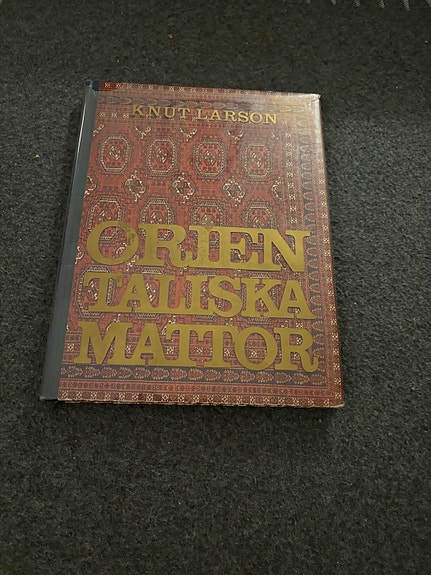 KNUT LARSON
ORIEN
TALISKA
MATTOR